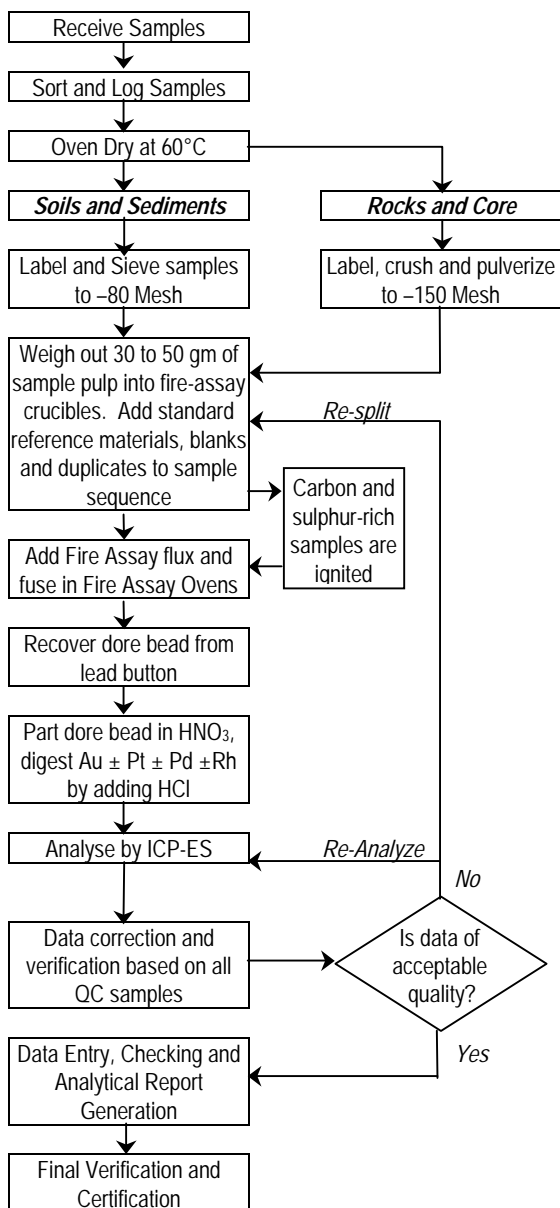 Receive Samples
Sort and Log Samples
Oven Dry at 60°C
Soils and Sediments
Rocks and Core
Label and Sieve samples
to –80 Mesh
Label, crush and pulverize
to –150 Mesh
Weigh out 30 to 50 gm of
sample pulp into fire-assay
crucibles. Add standard
reference materials, blanks
and duplicates to sample
sequence
Re-split
Carbon and
sulphur-rich
samples are
ignited
Add Fire Assay flux and
fuse in Fire Assay Ovens
Recover dore bead from
lead button
Part dore bead in HNO₃,
digest Au ± Pt ± Pd ±Rh
by adding HCl
Analyse by ICP-ES
Re-Analyze
No
Data correction and
verification based on all
QC samples
Is data of
acceptable
quality?
Yes
Data Entry, Checking and
Analytical Report
Generation
Final Verification and
Certification